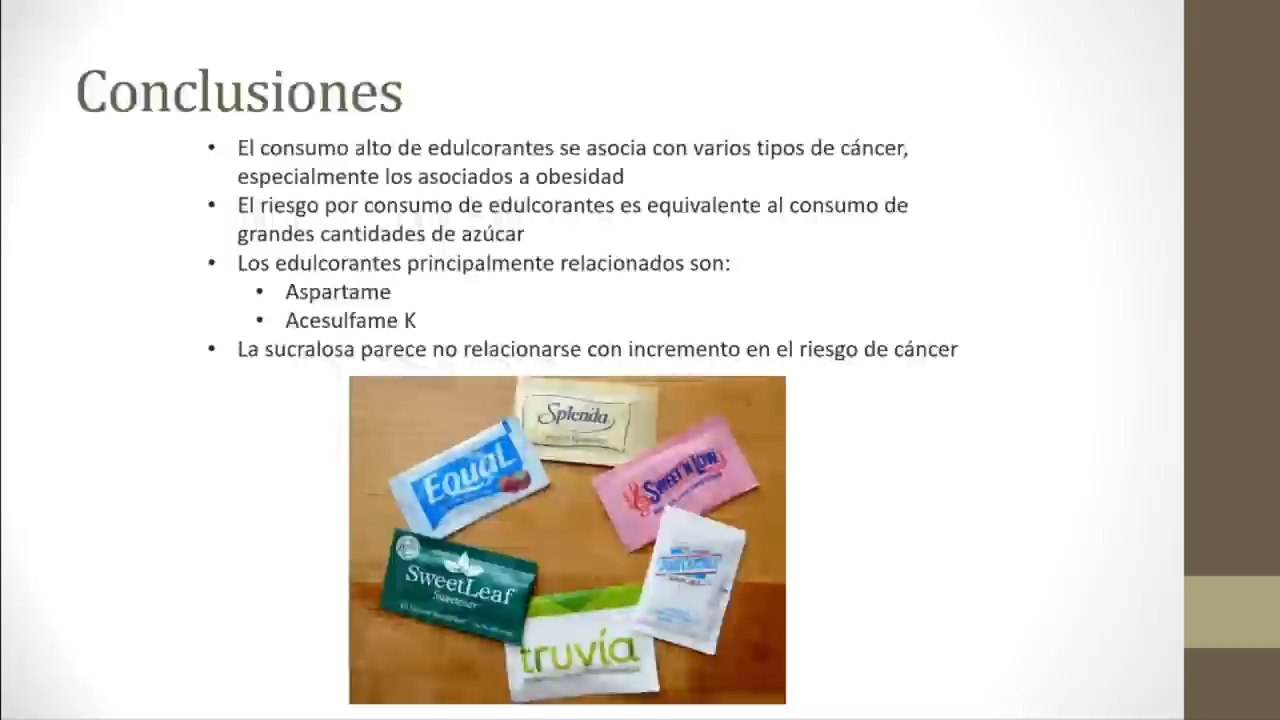 Conclusiones
• El consumo alto de edulcorantes se asocia con varios tipos de cáncer,
especialmente los asociados a obesidad
• El riesgo por consumo de edulcorantes es equivalente al consumo de
grandes cantidades de azúcar
• Los edulcorantes principalmente relacionados son:
• Aspartame
• Acesulfame K
• La sucralosa parece no relacionarse con incremento en el riesgo de cáncer
Splenda
Equal
Sweet'N Low
SweetLeaf
Sweetener
truvía